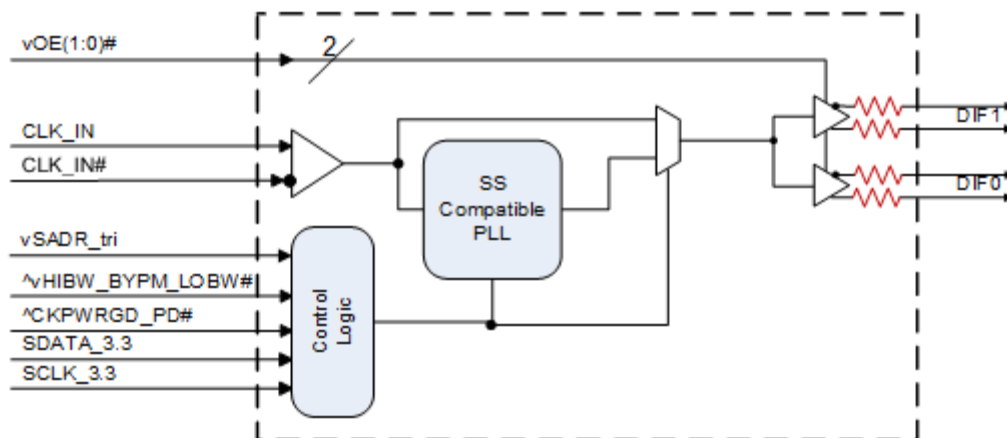 vOE(1:0)#
2
CLK_IN
CLK_IN#
DIF1
DIF0
SS
Compatible
PLL
vSADR_tri
^vHIBW_BYPM_LOBW#
^CKPWRGD_PD#
SDATA_3.3
SCLK_3.3
Control
Logic